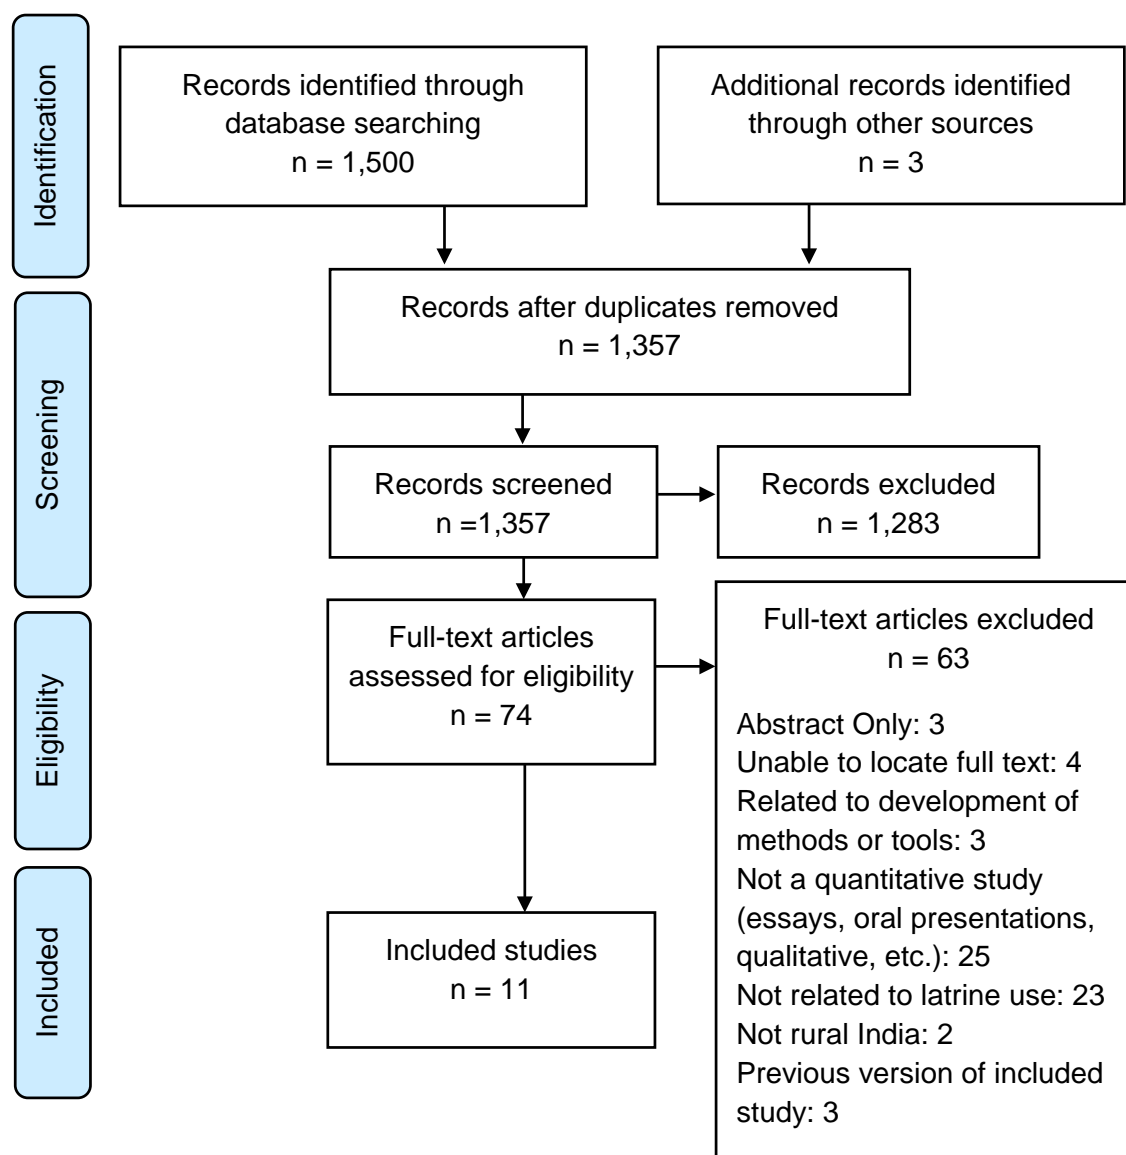 Identification
Records identified through
database searching
n = 1,500
Additional records identified
through other sources
n = 3
Records after duplicates removed
n = 1,357
Screening
Records screened
n =1,357
Records excluded
n = 1,283
Eligibility
Full-text articles
assessed for eligibility
n = 74
Full-text articles excluded
n = 63
Abstract Only: 3
Unable to locate full text: 4
Related to development of
methods or tools: 3
Not a quantitative study
(essays, oral presentations,
qualitative, etc.): 25
Not related to latrine use: 23
Not rural India: 2
Previous version of included
study: 3
Included
Included studies
n = 11